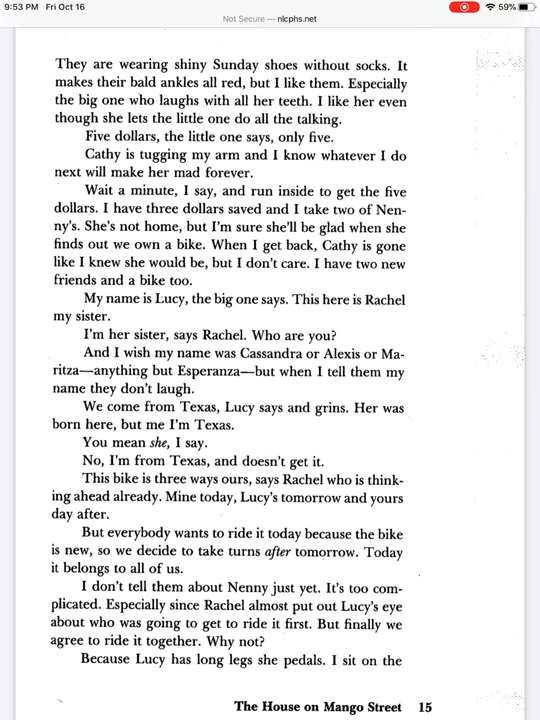 9:53 PM Fri Oct 16
59%
Not Secure — nlcphs.net
They are wearing shiny Sunday shoes without socks. It
makes their bald ankles all red, but I like them. Especially
the big one who laughs with all her teeth. I like her even
though she lets the little one do all the talking.
Five dollars, the little one says, only five.
Cathy is tugging my arm and I know whatever I do
next will make her mad forever.
Wait a minute, I say, and run inside to get the five
dollars. I have three dollars saved and I take two of Nen-
ny's. She's not home, but I'm sure she'll be glad when she
finds out we own a bike. When I get back, Cathy is gone
like I knew she would be, but I don't care. I have two new
friends and a bike too.
My name is Lucy, the big one says. This here is Rachel
my sister.
I'm her sister, says Rachel. Who are you?
And I wish my name was Cassandra or Alexis or Ma-
ritza—anything but Esperanza—but when I tell them my
name they don't laugh.
We come from Texas, Lucy says and grins. Her was
born here, but me I'm Texas.
You mean she, I say.
No, I'm from Texas, and doesn't get it.
This bike is three ways ours, says Rachel who is think-
ing ahead already. Mine today, Lucy's tomorrow and yours
day after.
But everybody wants to ride it today because the bike
is new, so we decide to take turns after tomorrow. Today
it belongs to all of us.
I don't tell them about Nenny just yet. It's too com-
plicated. Especially since Rachel almost put out Lucy's eye
about who was going to get to ride it first. But finally we
agree to ride it together. Why not?
Because Lucy has long legs she pedals. I sit on the
The House on Mango Street 15